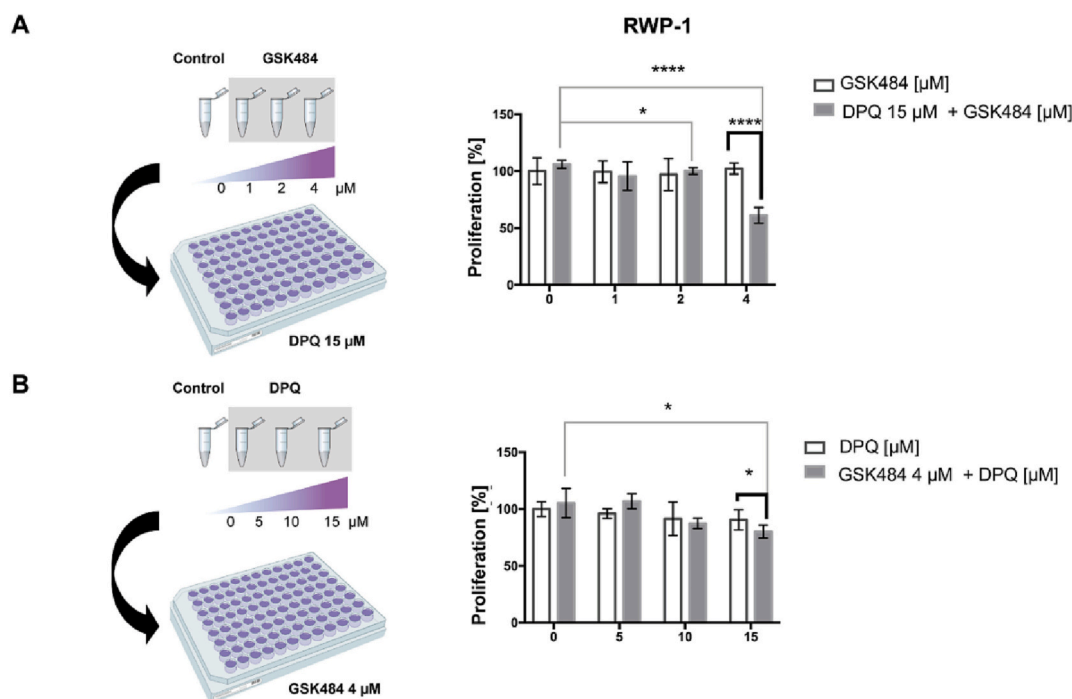 A
Control GSK484
0 1 2 4 μM
DPQ 15 μM
RWP-1
****
*
****
Proliferation [%]
150
100
50
0
0 1 2 4
GSK484 [μM]
DPQ 15 μM + GSK484 [μM]
B
Control DPQ
0 5 10 15 μM
GSK484 4 μM
*
*
Proliferation [%]
150
100
50
0
0 5 10 15
DPQ [μM]
GSK484 4 μM + DPQ [μM]